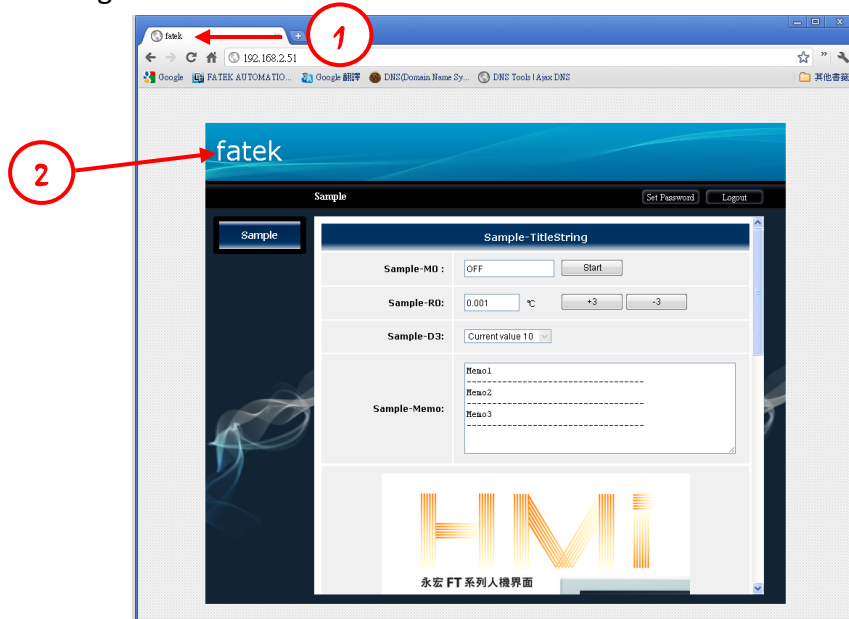 1
fatek
192.168.2.51
Google FATEK AUTOMATIO... Google 翻譯 DNS(Domain Name Sy... DNS Tools | Ajax DNS 其他書籤
2
fatek
Sample Set Password Logout
Sample
Sample-TitleString
Sample-M0 : OFF Start
Sample-R0: 0.001 ℃ +3 -3
Sample-D3: Current value 10
Memo1
----------------------------------
Memo2
----------------------------------
Sample-Memo:
Memo3
----------------------------------
HMi
永宏 FT 系列人機界面